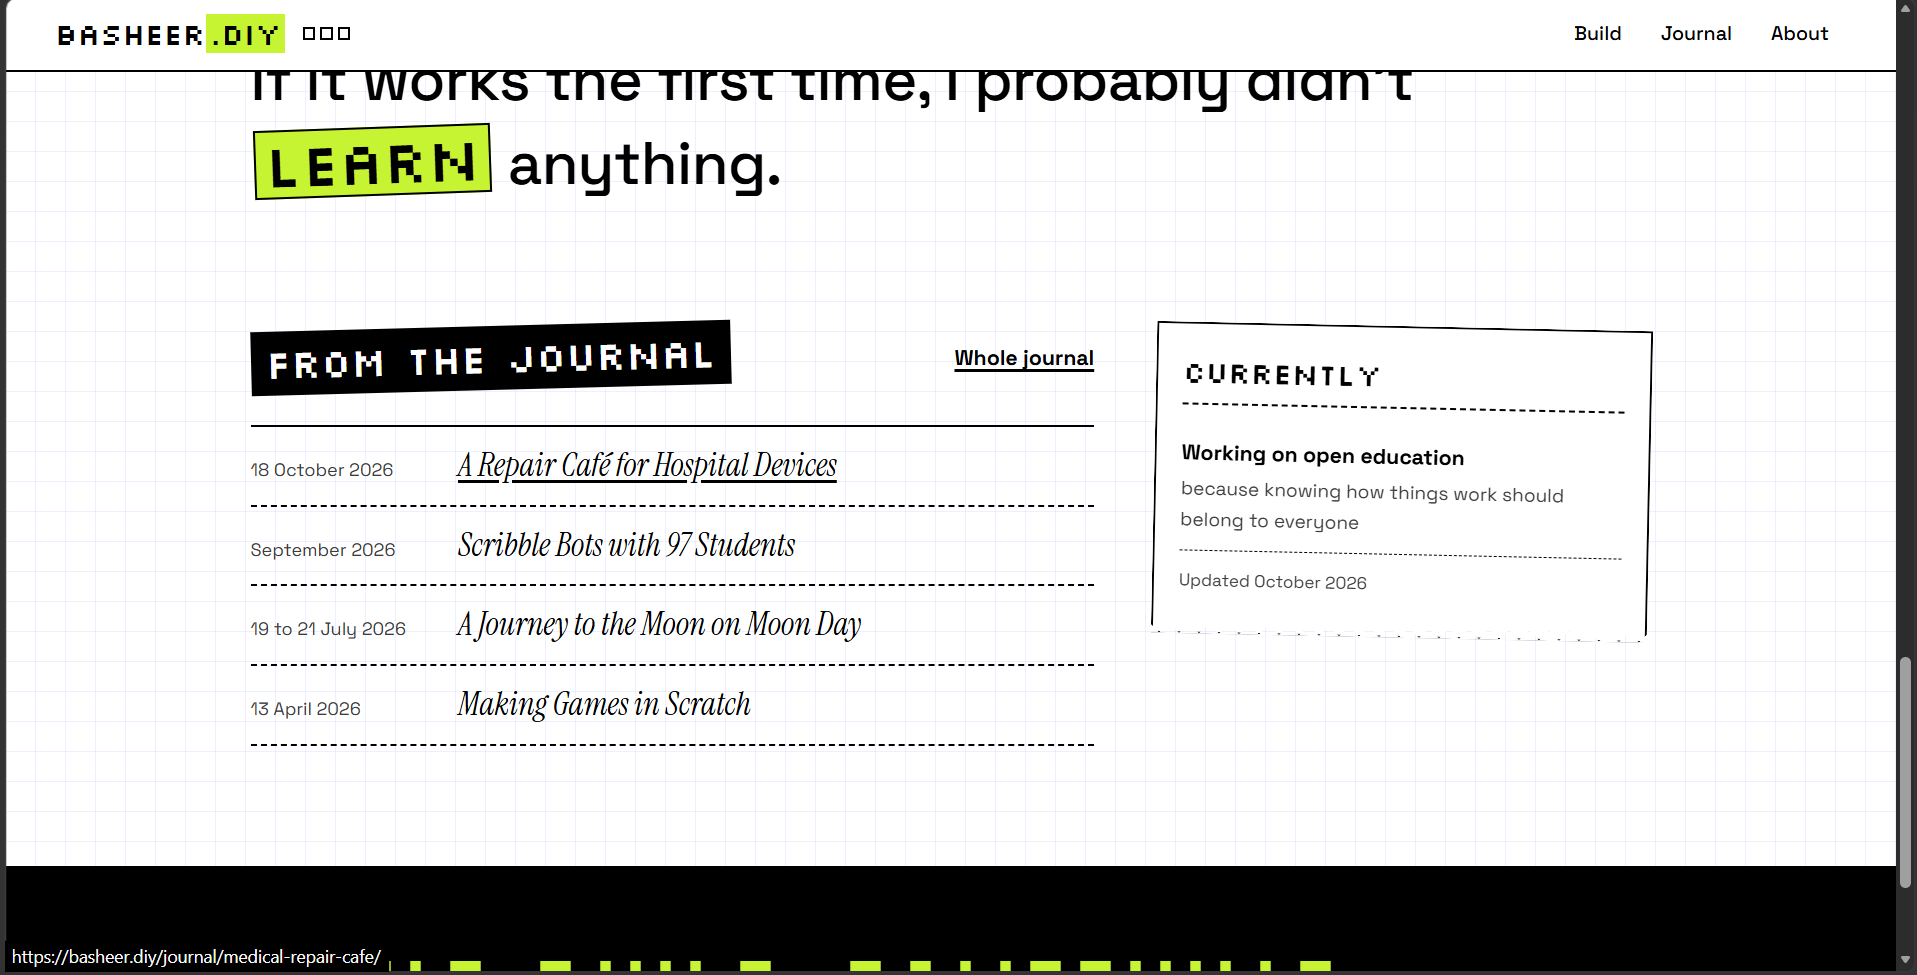 BASHEER.DIY
Build Journal About
If it works the first time, I probably didn't
LEARN anything.
FROM THE JOURNAL
Whole journal
18 October 2026 A Repair Café for Hospital Devices
September 2026 Scribble Bots with 97 Students
19 to 21 July 2026 A Journey to the Moon on Moon Day
13 April 2026 Making Games in Scratch
CURRENTLY
Working on open education
because knowing how things work should
belong to everyone
Updated October 2026
https://basheer.diy/journal/medical-repair-cafe/